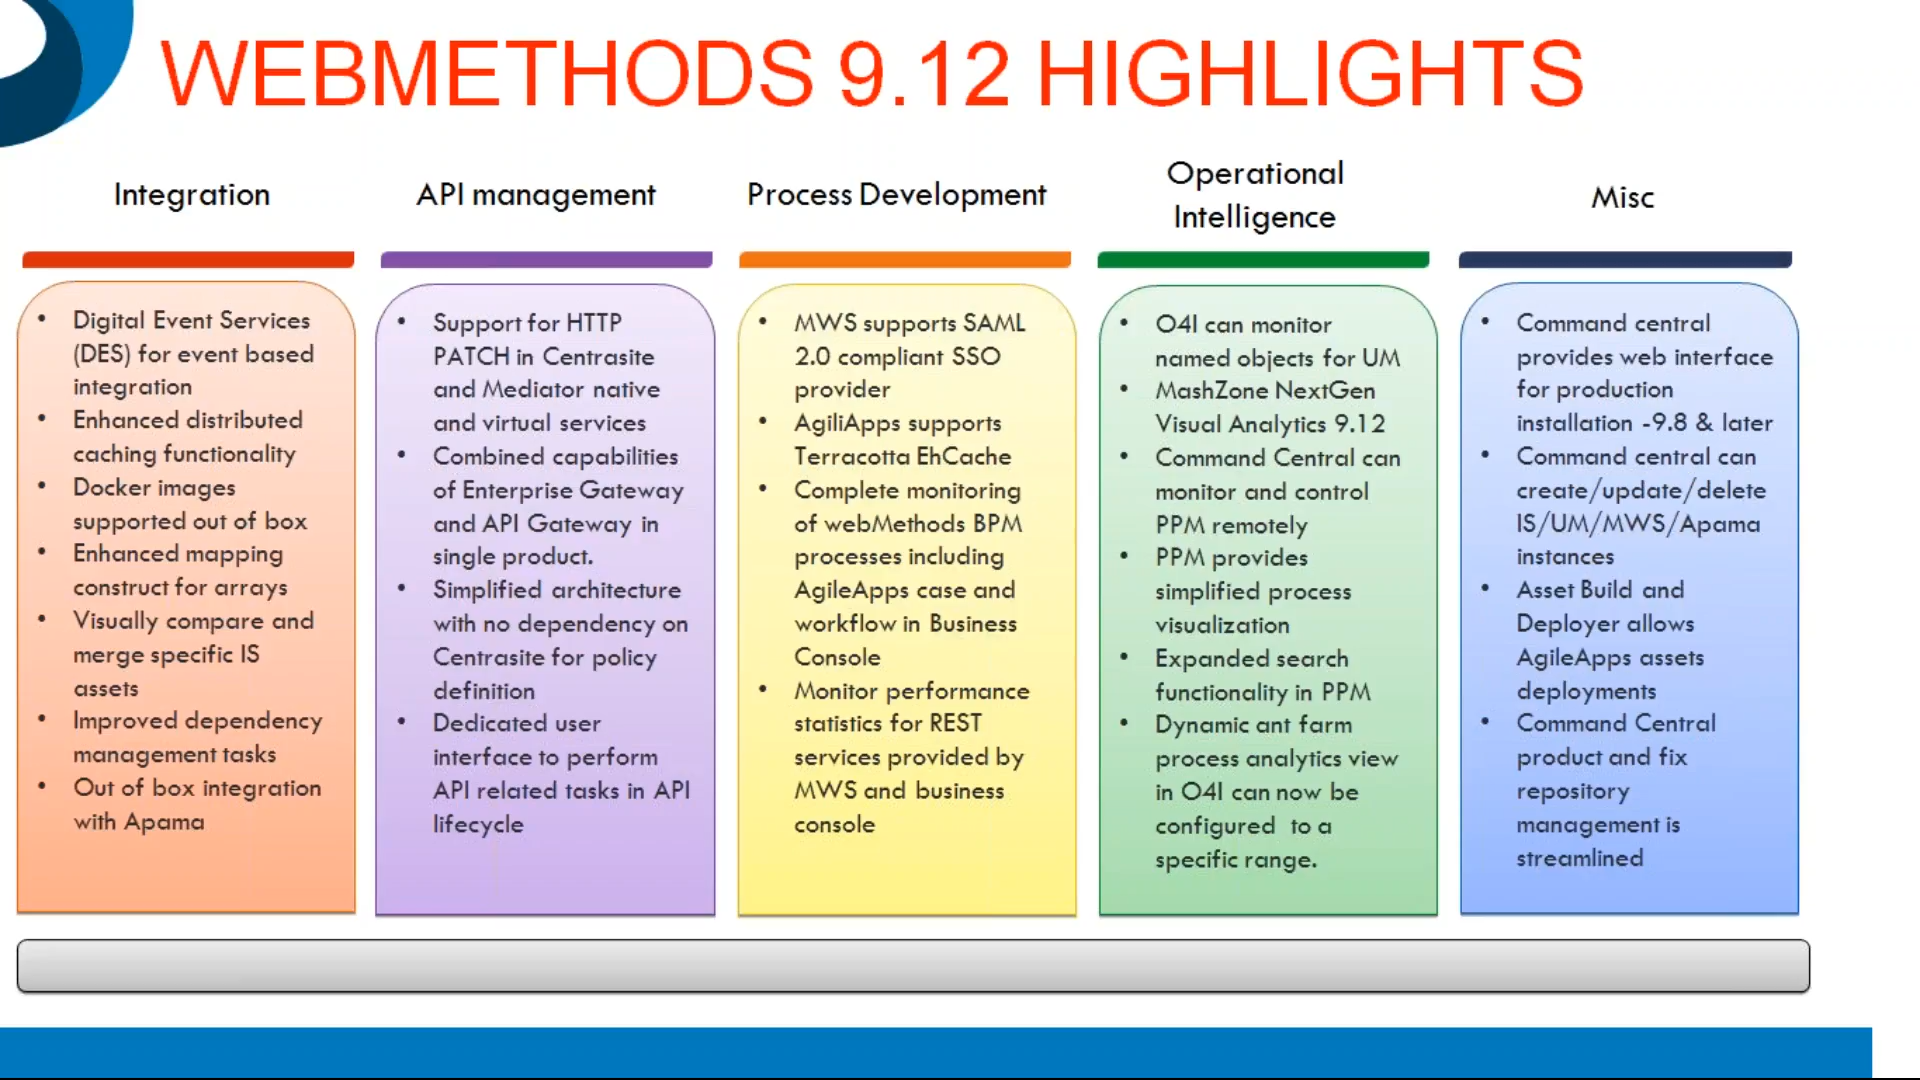 WEBMETHODS 9.12 HIGHLIGHTS
Integration
• Digital Event Services
(DES) for event based
integration
• Enhanced distributed
caching functionality
• Docker images
supported out of box
• Enhanced mapping
construct for arrays
• Visually compare and
merge specific IS
assets
• Improved dependency
management tasks
• Out of box integration
with Apama
API management
• Support for HTTP
PATCH in Centrasite
and Mediator native
and virtual services
• Combined capabilities
of Enterprise Gateway
and API Gateway in
single product.
• Simplified architecture
with no dependency on
Centrasite for policy
definition
• Dedicated user
interface to perform
API related tasks in API
lifecycle
Process Development
• MWS supports SAML
2.0 compliant SSO
provider
• AgiliApps supports
Terracotta EhCache
• Complete monitoring
of webMethods BPM
processes including
AgileApps case and
workflow in Business
Console
• Monitor performance
statistics for REST
services provided by
MWS and business
console
Operational
Intelligence
• O4I can monitor
named objects for UM
• MashZone NextGen
Visual Analytics 9.12
• Command Central can
monitor and control
PPM remotely
• PPM provides
simplified process
visualization
• Expanded search
functionality in PPM
• Dynamic ant farm
process analytics view
in O4I can now be
configured to a
specific range.
Misc
• Command central
provides web interface
for production
installation -9.8 & later
• Command central can
create/update/delete
IS/UM/MWS/Apama
instances
• Asset Build and
Deployer allows
AgileApps assets
deployments
• Command Central
product and fix
repository
management is
streamlined